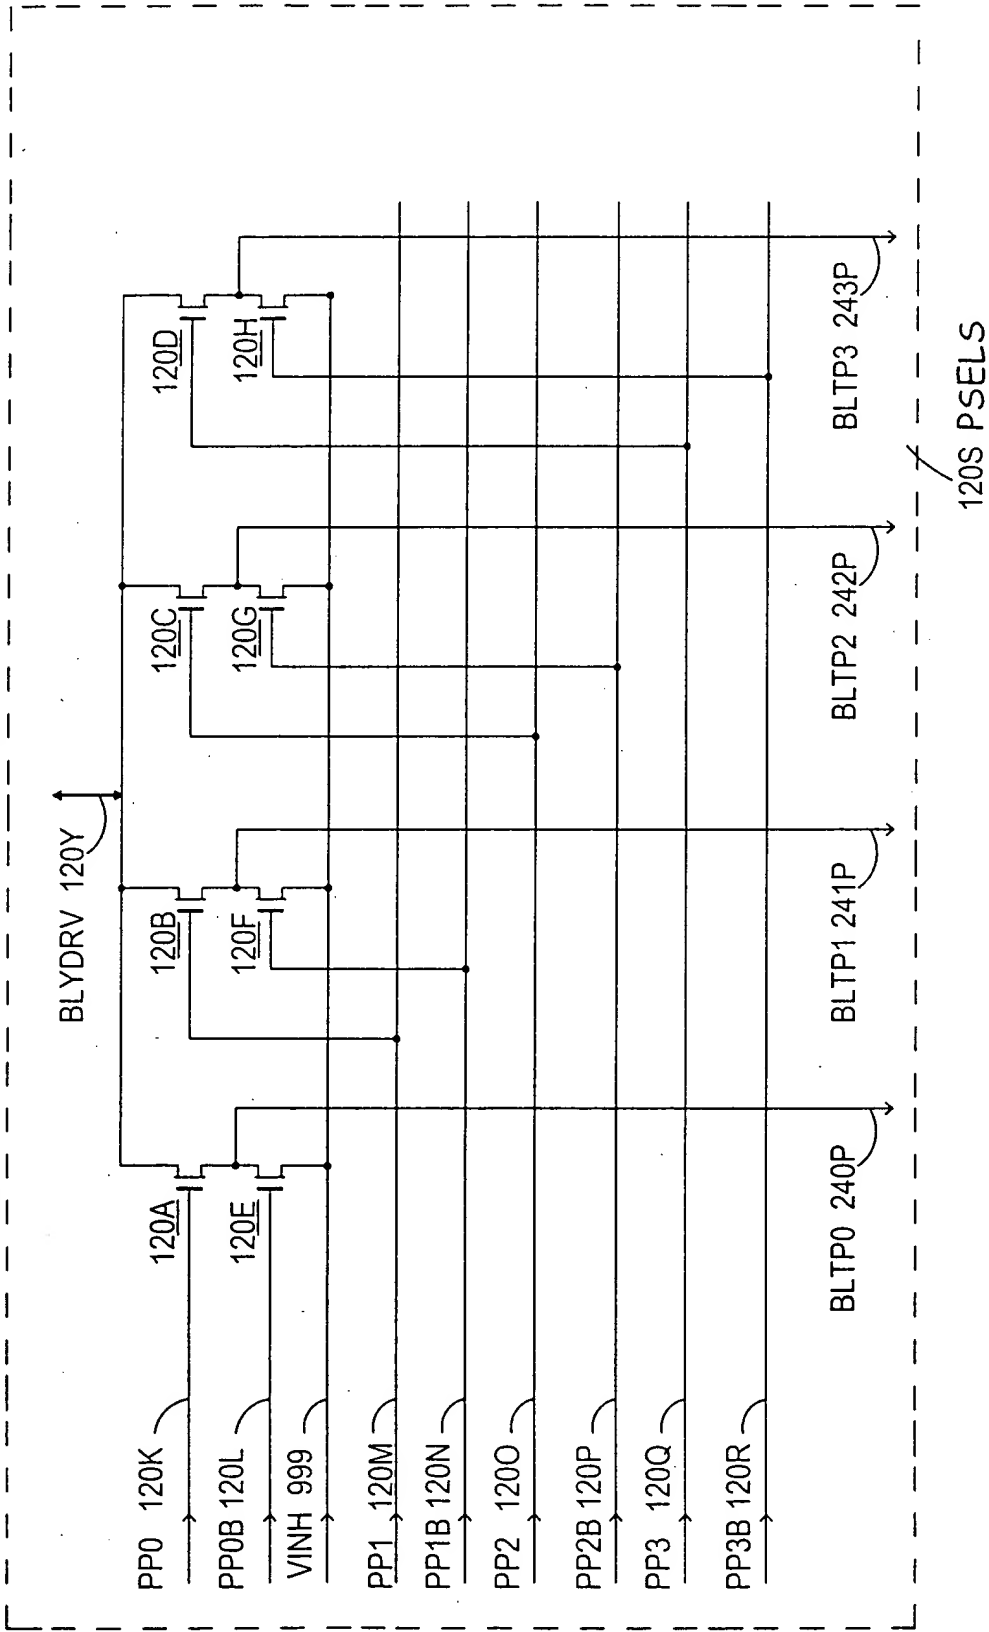 BLYDRV 120Y
120A
120B
120C
120D
120E
120F
120G
120H
PP0 120K
PP0B 120L
VINH 999
PP1 120M
PP1B 120N
PP2 120O
PP2B 120P
PP3 120Q
PP3B 120R
BLTP0 240P
BLTP1 241P
BLTP2 242P
BLTP3 243P
120S PSELS